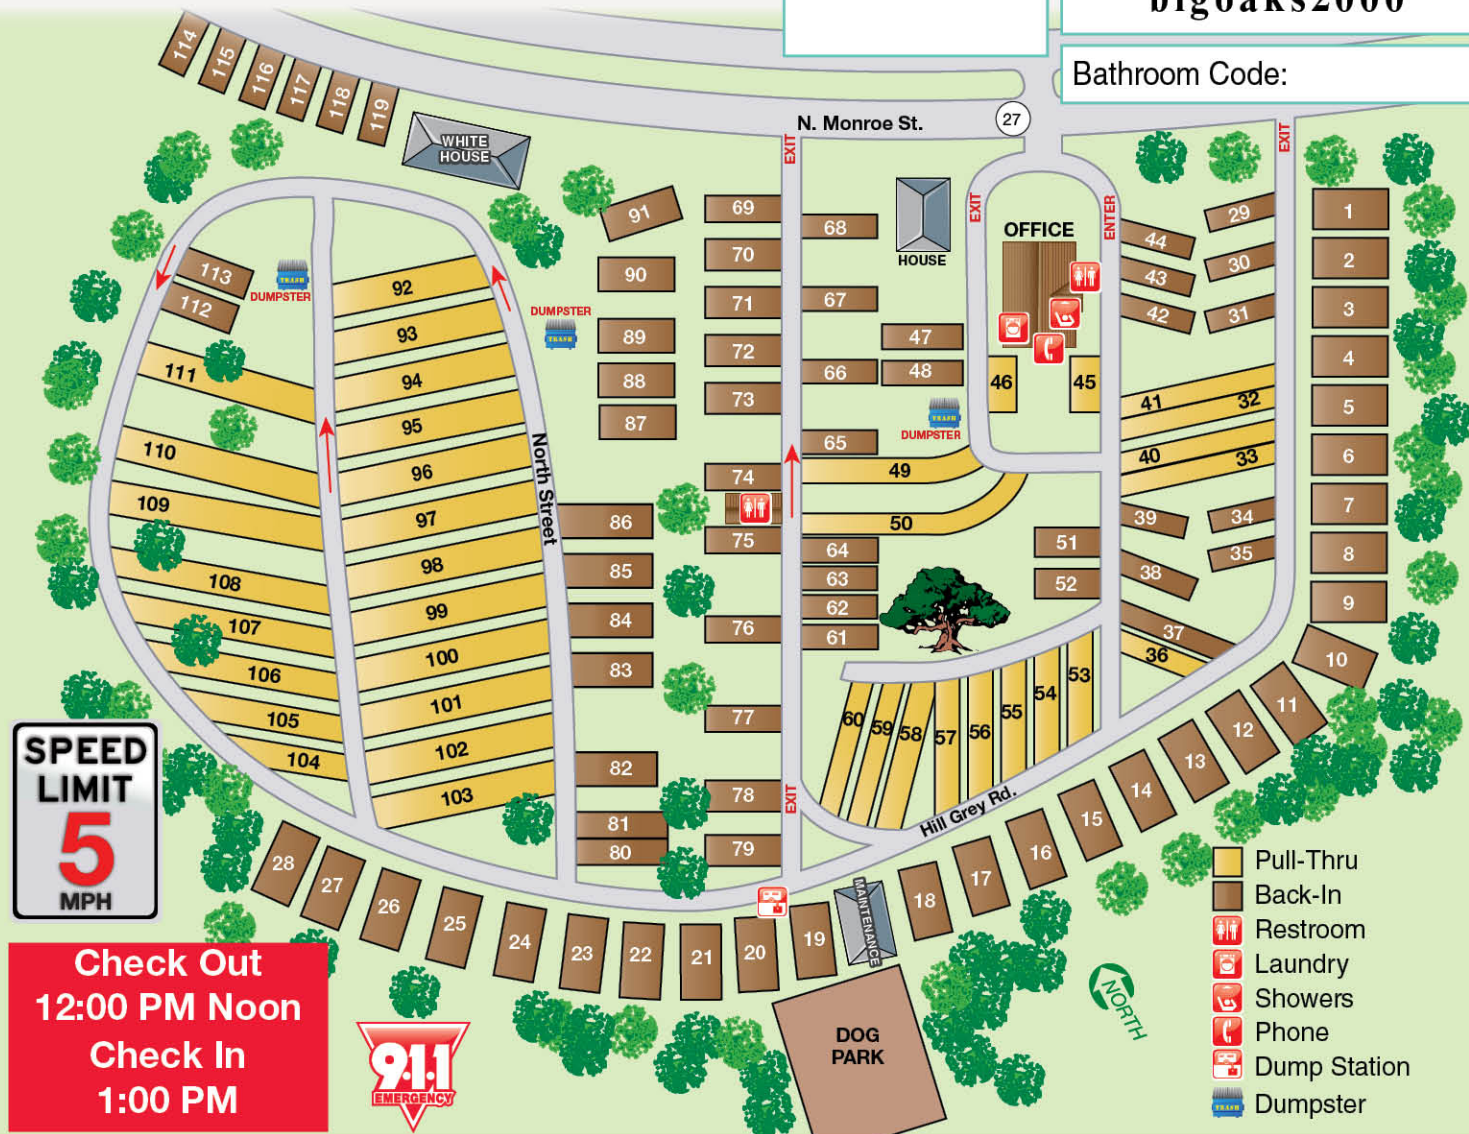 bigoaks2000
Bathroom Code:
N. Monroe St.
27
114
115
116
117
118
119
WHITE
HOUSE
EXIT
EXIT
EXIT
ENTER
OFFICE
HOUSE
91
69
68
29
1
44
90
70
30
2
43
113
112
DUMPSTER
TRASH
92
93
94
95
96
97
98
99
100
101
102
103
111
110
109
108
107
106
105
104
DUMPSTER
TRASH
89
88
87
71
72
73
74
75
76
77
78
79
67
66
65
47
48
46
45
DUMPSTER
TRASH
49
50
42
31
41
32
40
33
39
34
38
35
37
36
3
4
5
6
7
8
9
10
11
12
13
14
15
16
17
18
North Street
86
85
84
83
82
81
80
64
63
62
61
51
52
60
59
58
57
56
55
54
53
EXIT
Hill Grey Rd.
28
27
26
25
24
23
22
21
20
19
MAINTENANCE
DOG
PARK
NORTH
SPEED
LIMIT
5
MPH
Check Out
12:00 PM Noon
Check In
1:00 PM
9-1-1
EMERGENCY
Pull-Thru
Back-In
Restroom
Laundry
Showers
Phone
Dump Station
TRASH
Dumpster